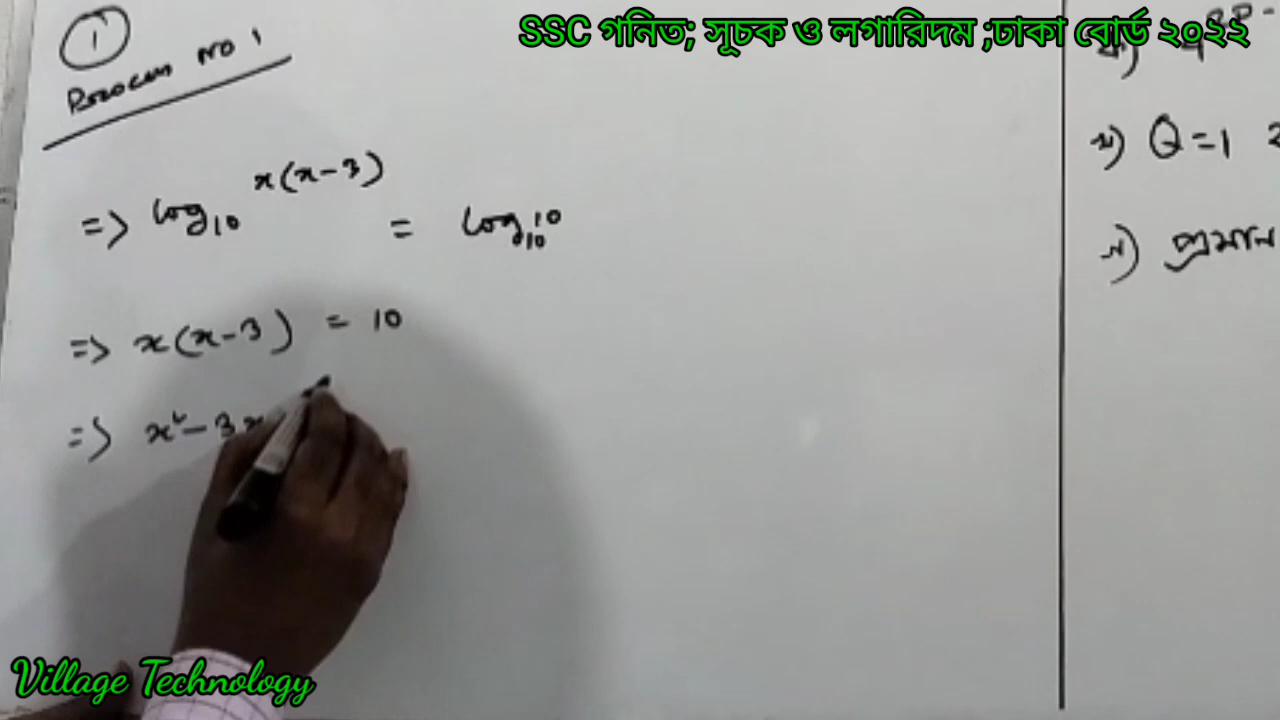 SSC গনিত; সূচক ও লগারিদম ;ঢাকা বোর্ড ২০২২
1
NO 1
=> log₁₀ x(x-3) = log₁₀ 10
=> x(x-3) = 10
=> x²-3x
খ) Q=1
গ) প্রমান
Village Technology